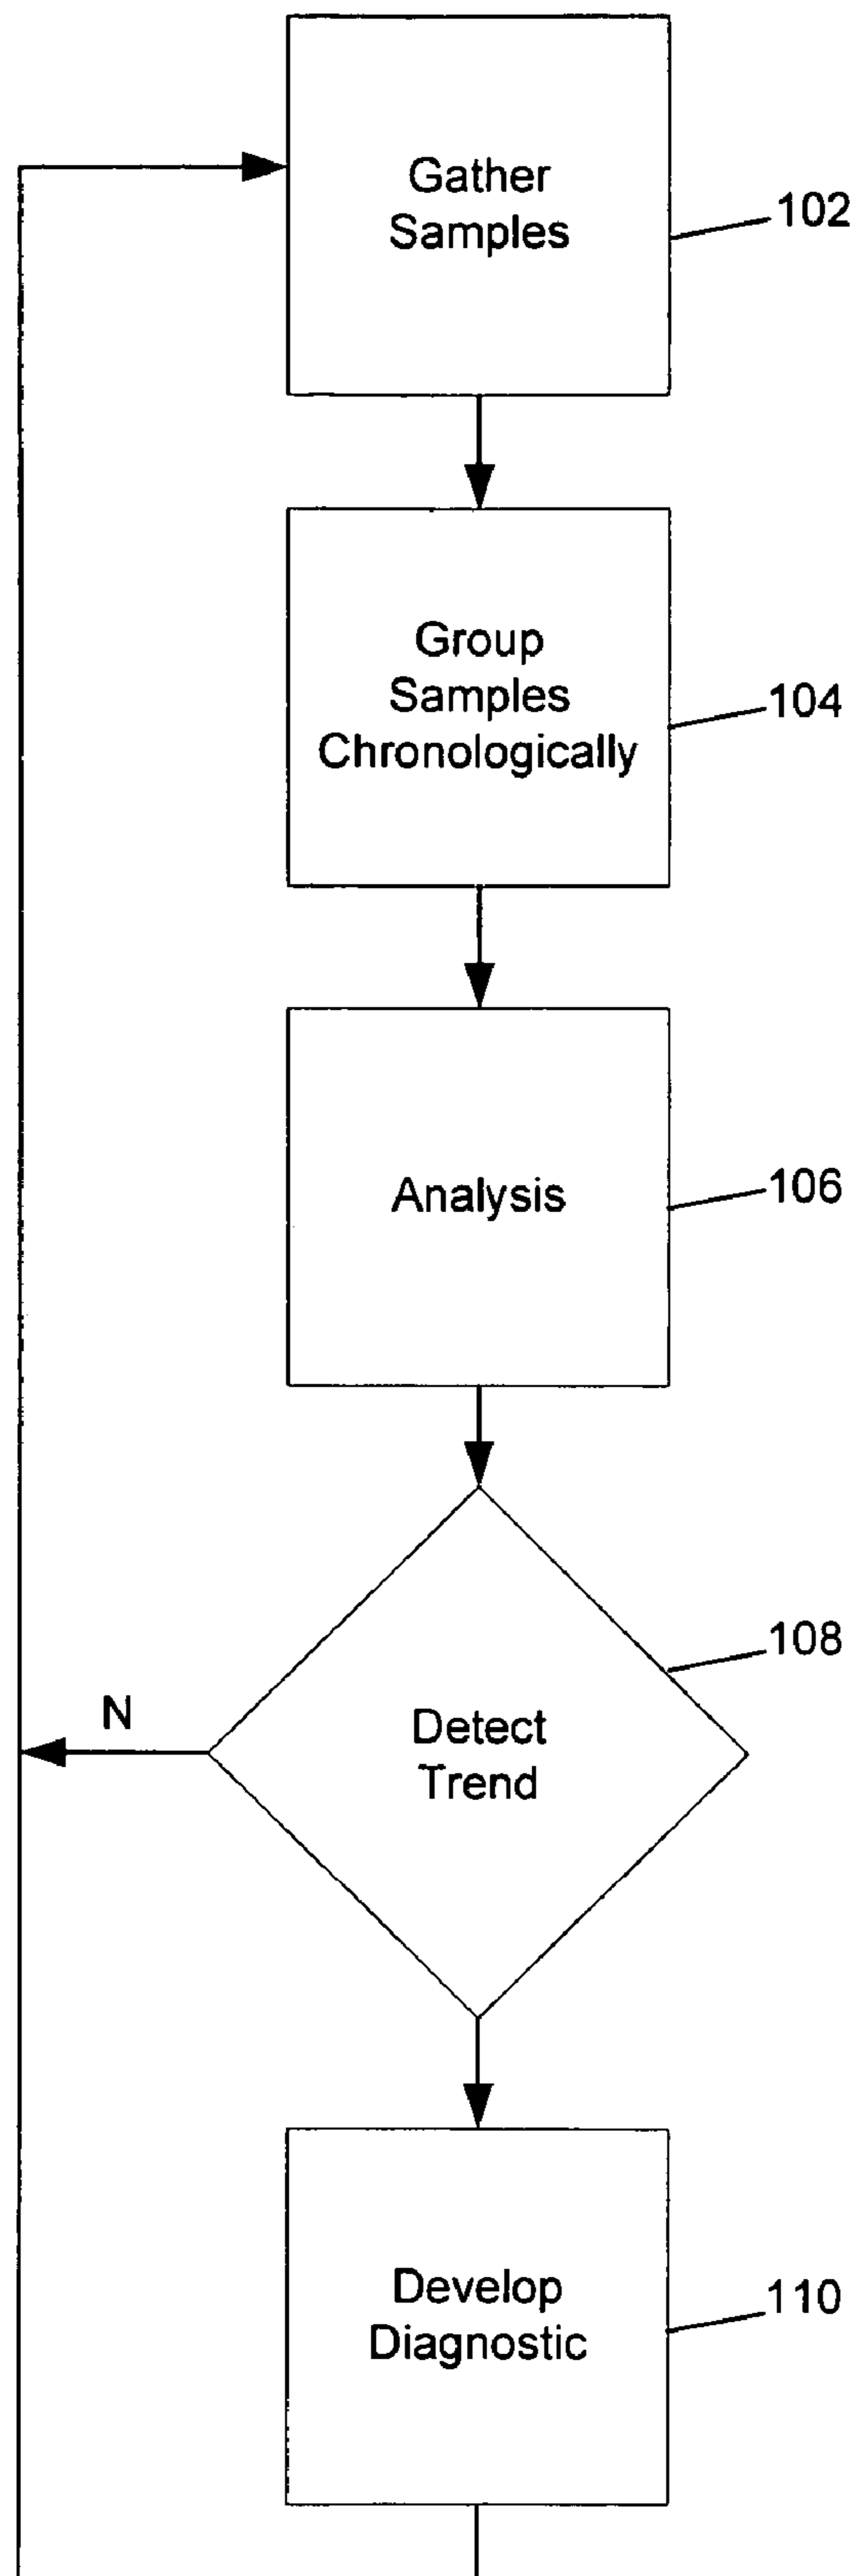 Gather
Samples
102
Group
Samples
Chronologically
104
Analysis
106
Detect
Trend
108
N
Develop
Diagnostic
110